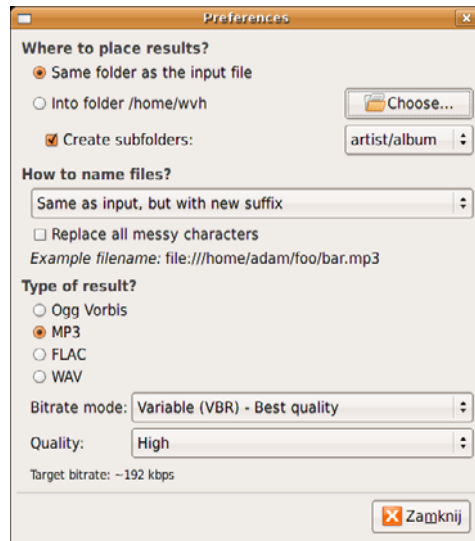 Preferences
Where to place results?
Same folder as the input file
Into folder /home/wvh
Choose...
Create subfolders:
artist/album
How to name files?
Same as input, but with new suffix
Replace all messy characters
Example filename: file:///home/adam/foo/bar.mp3
Type of result?
Ogg Vorbis
MP3
FLAC
WAV
Bitrate mode: Variable (VBR) - Best quality
Quality: High
Target bitrate: ~192 kbps
Zamknij